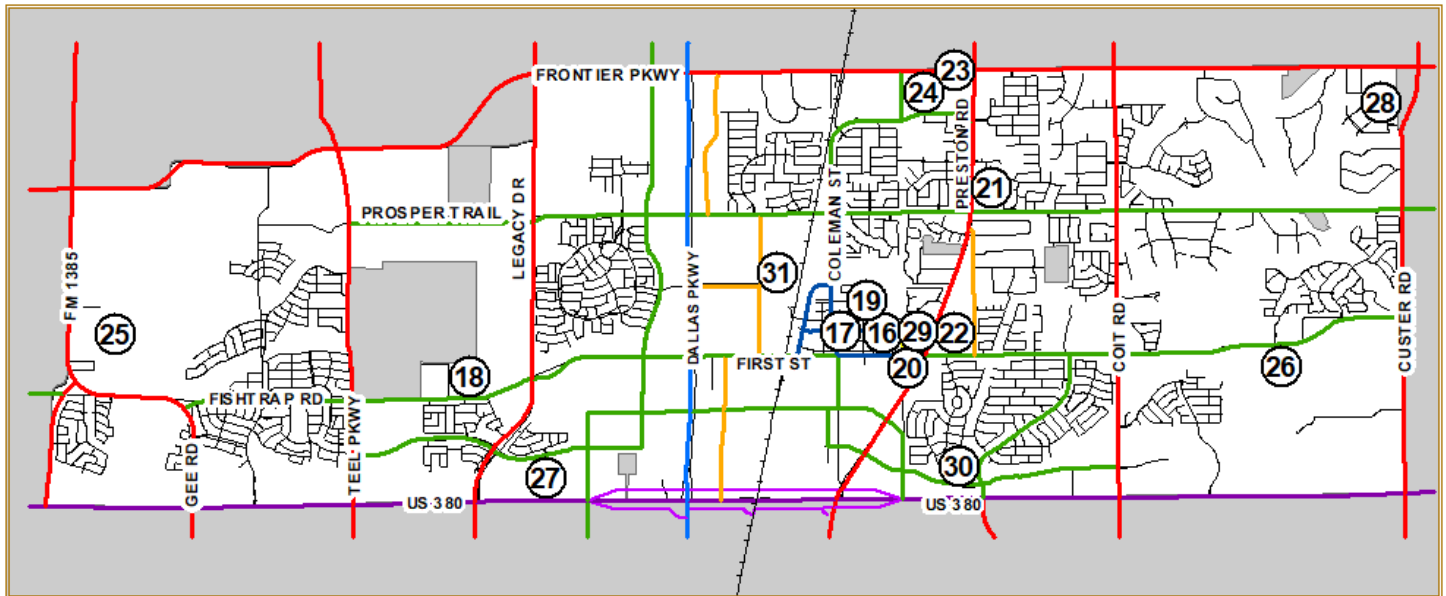 FRONTIER PKWY
23
24
28
PRESTON RD
COLEMAN ST
21
PROSPER TRAIL
LEGACY DR
31
FM 1385
DALLAS PKWY
COIT RD
CUSTER RD
19
25
17
16
29
22
FIRST ST
20
26
18
FISHTRAP RD
GEE RD
TEEL PKWY
27
30
US 380
US 380